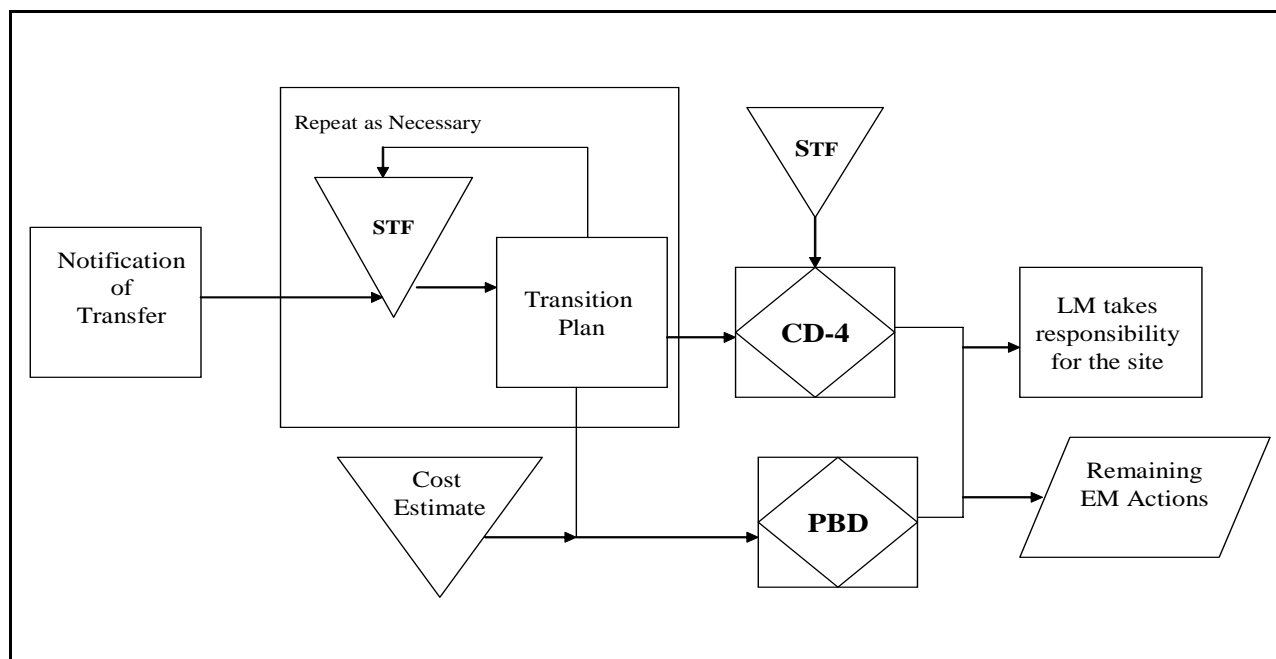 Repeat as Necessary
STF
STF
Notification
of
Transfer
Transition
Plan
CD-4
LM takes
responsibility
for the site
Cost
Estimate
PBD
Remaining
EM Actions